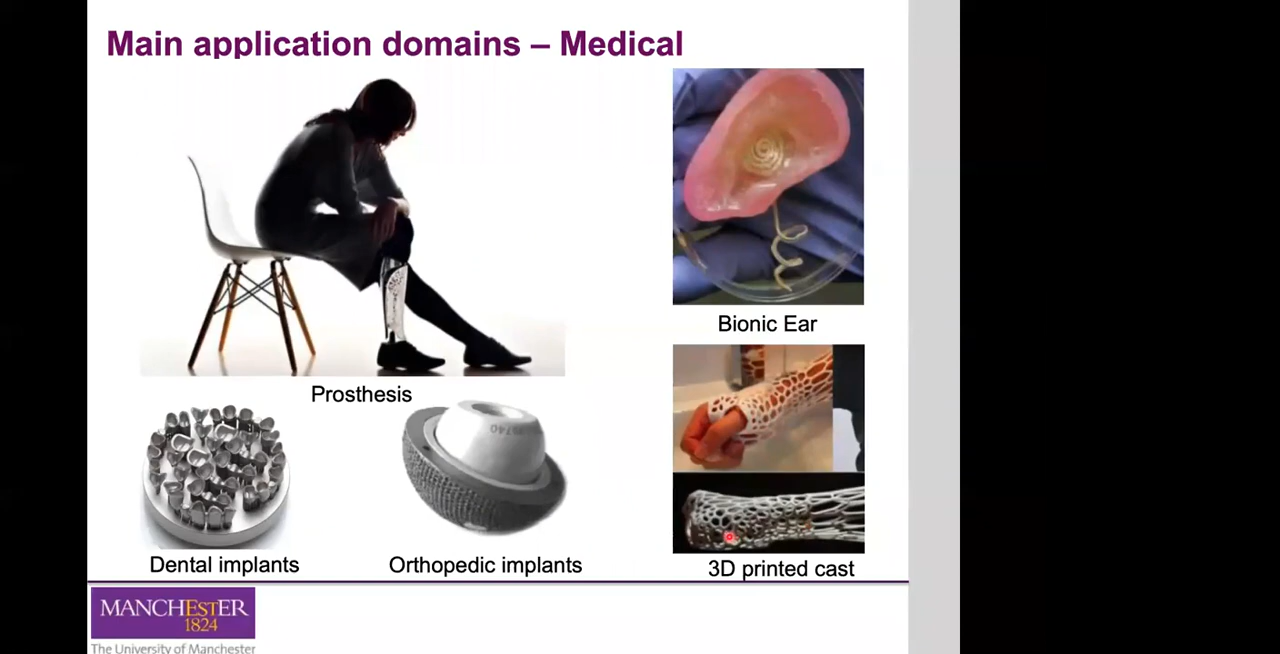 Main application domains – Medical
Bionic Ear
Prosthesis
Dental implants
Orthopedic implants
3D printed cast
MANCHESTER
1824
The University of Manchester